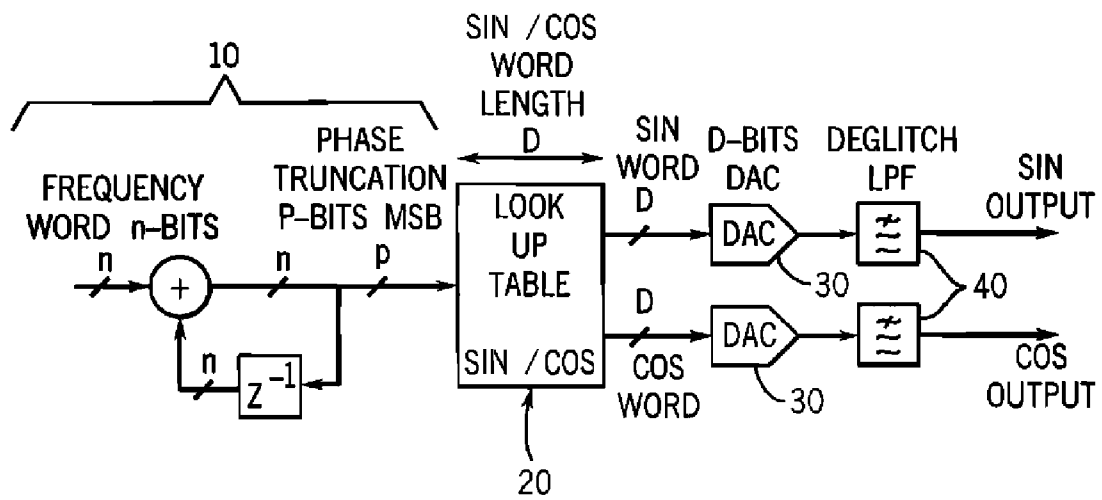 10
FREQUENCY
WORD n-BITS
PHASE
TRUNCATION
P-BITS MSB
SIN / COS
WORD
LENGTH
D
SIN
WORD
D-BITS
DAC
DEGLITCH
LPF
SIN
OUTPUT
n
+
n
p
n
Z⁻¹
LOOK
UP
TABLE
SIN / COS
20
D
DAC
30
D
COS
WORD
DAC
30
40
COS
OUTPUT